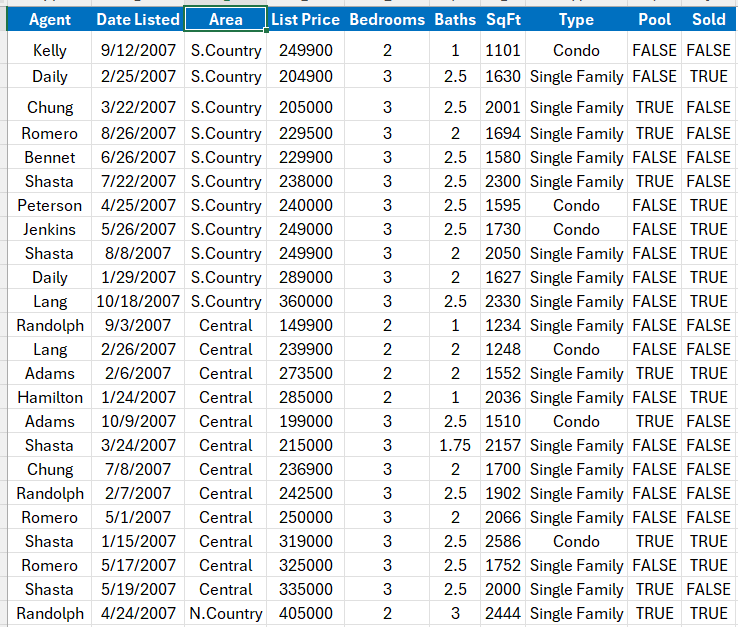 Agent Date Listed Area List Price Bedrooms Baths SqFt Type Pool Sold
Kelly 9/12/2007 S.Country 249900 2 1 1101 Condo FALSE FALSE
Daily 2/25/2007 S.Country 204900 3 2.5 1630 Single Family FALSE TRUE
Chung 3/22/2007 S.Country 205000 3 2.5 2001 Single Family TRUE FALSE
Romero 8/26/2007 S.Country 229500 3 2 1694 Single Family TRUE FALSE
Bennet 6/26/2007 S.Country 229900 3 2.5 1580 Single Family FALSE FALSE
Shasta 7/22/2007 S.Country 238000 3 2.5 2300 Single Family TRUE FALSE
Peterson 4/25/2007 S.Country 240000 3 2.5 1595 Condo FALSE TRUE
Jenkins 5/26/2007 S.Country 249000 3 2.5 1730 Condo FALSE TRUE
Shasta 8/8/2007 S.Country 249900 3 2 2050 Single Family FALSE TRUE
Daily 1/29/2007 S.Country 289000 3 2 1627 Single Family FALSE TRUE
Lang 10/18/2007 S.Country 360000 3 2.5 2330 Single Family FALSE TRUE
Randolph 9/3/2007 Central 149900 2 1 1234 Single Family FALSE FALSE
Lang 2/26/2007 Central 239900 2 2 1248 Condo FALSE FALSE
Adams 2/6/2007 Central 273500 2 2 1552 Single Family TRUE TRUE
Hamilton 1/24/2007 Central 285000 2 1 2036 Single Family FALSE TRUE
Adams 10/9/2007 Central 199000 3 2.5 1510 Condo TRUE FALSE
Shasta 3/24/2007 Central 215000 3 1.75 2157 Single Family FALSE FALSE
Chung 7/8/2007 Central 236900 3 2 1700 Single Family FALSE FALSE
Randolph 2/7/2007 Central 242500 3 2.5 1902 Single Family FALSE FALSE
Romero 5/1/2007 Central 250000 3 2 2066 Single Family FALSE FALSE
Shasta 1/15/2007 Central 319000 3 2.5 2586 Condo TRUE TRUE
Romero 5/17/2007 Central 325000 3 2.5 1752 Single Family FALSE TRUE
Shasta 5/19/2007 Central 335000 3 2.5 2000 Single Family TRUE FALSE
Randolph 4/24/2007 N.Country 405000 2 3 2444 Single Family TRUE TRUE